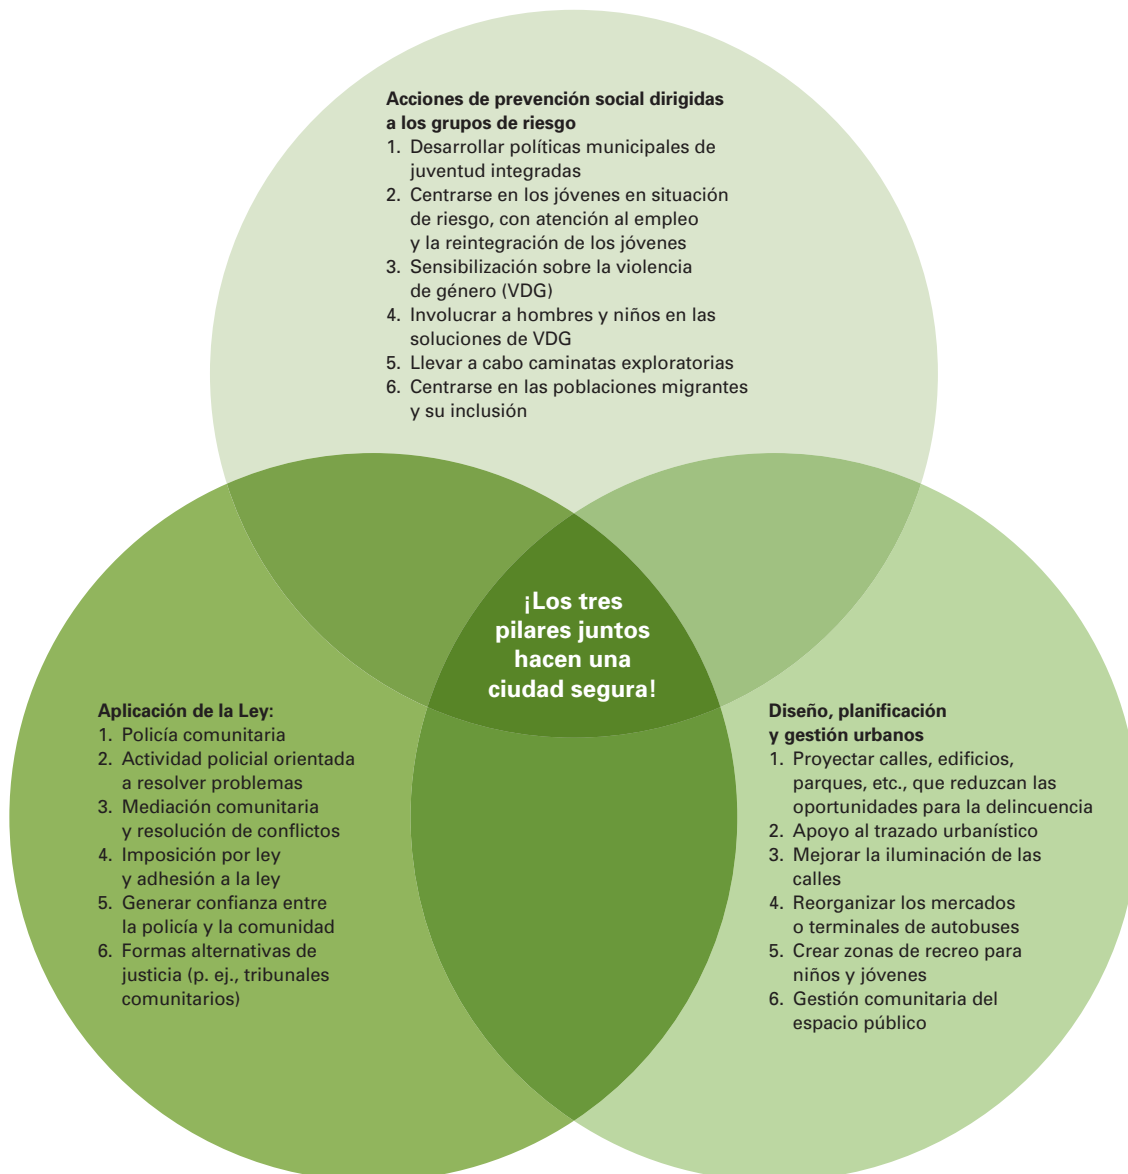 Acciones de prevención social dirigidas
a los grupos de riesgo
1. Desarrollar políticas municipales de
juventud integradas
2. Centrarse en los jóvenes en situación
de riesgo, con atención al empleo
y la reintegración de los jóvenes
3. Sensibilización sobre la violencia
de género (VDG)
4. Involucrar a hombres y niños en las
soluciones de VDG
5. Llevar a cabo caminatas exploratorias
6. Centrarse en las poblaciones migrantes
y su inclusión
¡Los tres
pilares juntos
hacen una
ciudad segura!
Aplicación de la Ley:
1. Policía comunitaria
2. Actividad policial orientada
a resolver problemas
3. Mediación comunitaria
y resolución de conflictos
4. Imposición por ley
y adhesión a la ley
5. Generar confianza entre
la policía y la comunidad
6. Formas alternativas de
justicia (p. ej., tribunales
comunitarios)
Diseño, planificación
y gestión urbanos
1. Proyectar calles, edificios,
parques, etc., que reduzcan las
oportunidades para la delincuencia
2. Apoyo al trazado urbanístico
3. Mejorar la iluminación de las
calles
4. Reorganizar los mercados
o terminales de autobuses
5. Crear zonas de recreo para
niños y jóvenes
6. Gestión comunitaria del
espacio público